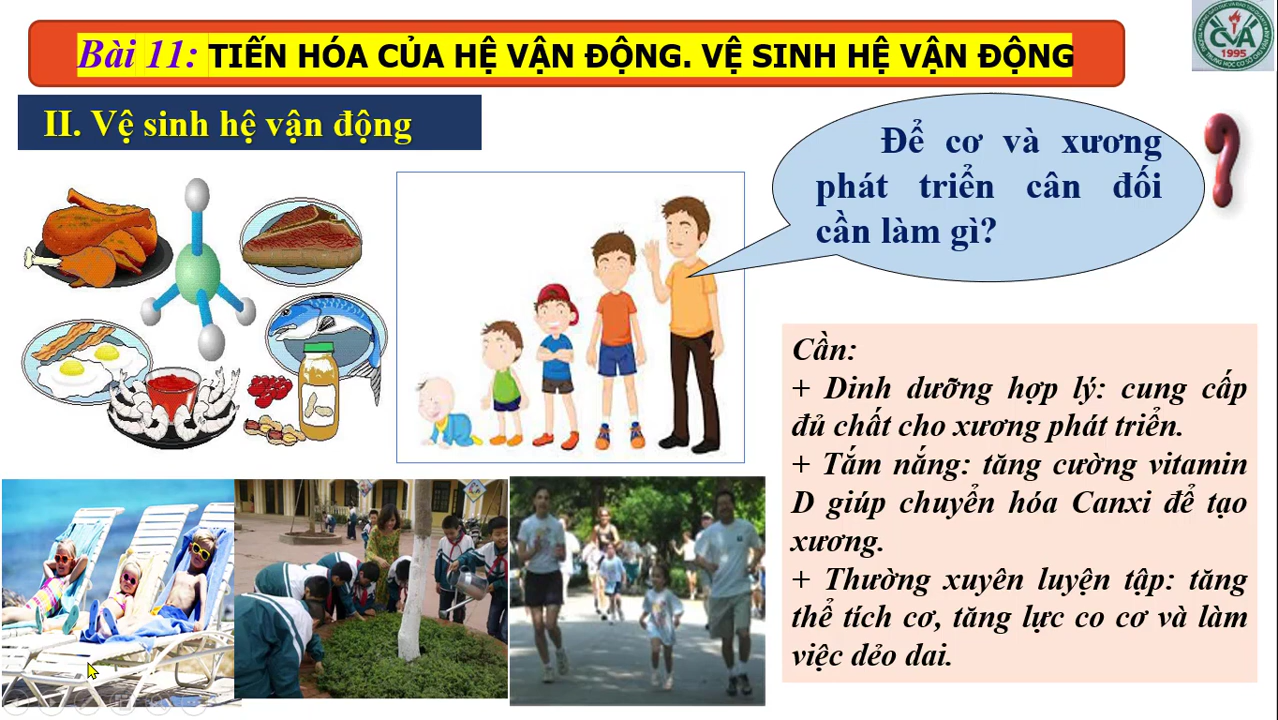 Bài 11: TIẾN HÓA CỦA HỆ VẬN ĐỘNG. VỆ SINH HỆ VẬN ĐỘNG
CVA
1995
II. Vệ sinh hệ vận động
Để cơ và xương
phát triển cân đối
cần làm gì?
Cần:
+ Dinh dưỡng hợp lý: cung cấp
đủ chất cho xương phát triển.
+ Tắm nắng: tăng cường vitamin
D giúp chuyển hóa Canxi để tạo
xương.
+ Thường xuyên luyện tập: tăng
thể tích cơ, tăng lực co cơ và làm
việc dẻo dai.